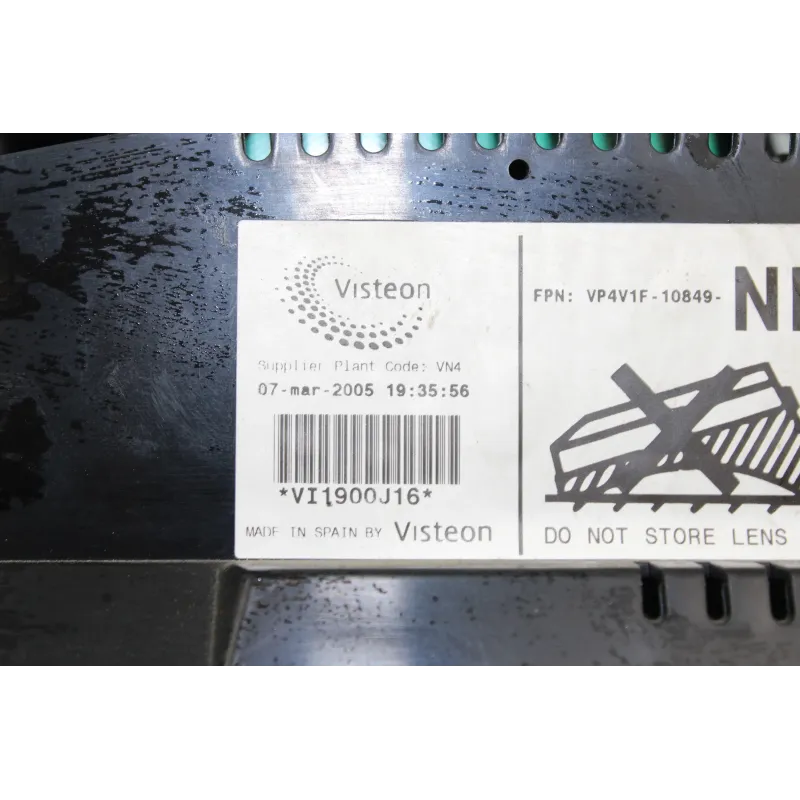 Visteon
Supplier Plant Code: VN4
07-mar-2005 19:35:56
*VI1900J16*
MADE IN SPAIN BY Visteon
FPN: VP4V1F-10849-
DO NOT STORE LENS